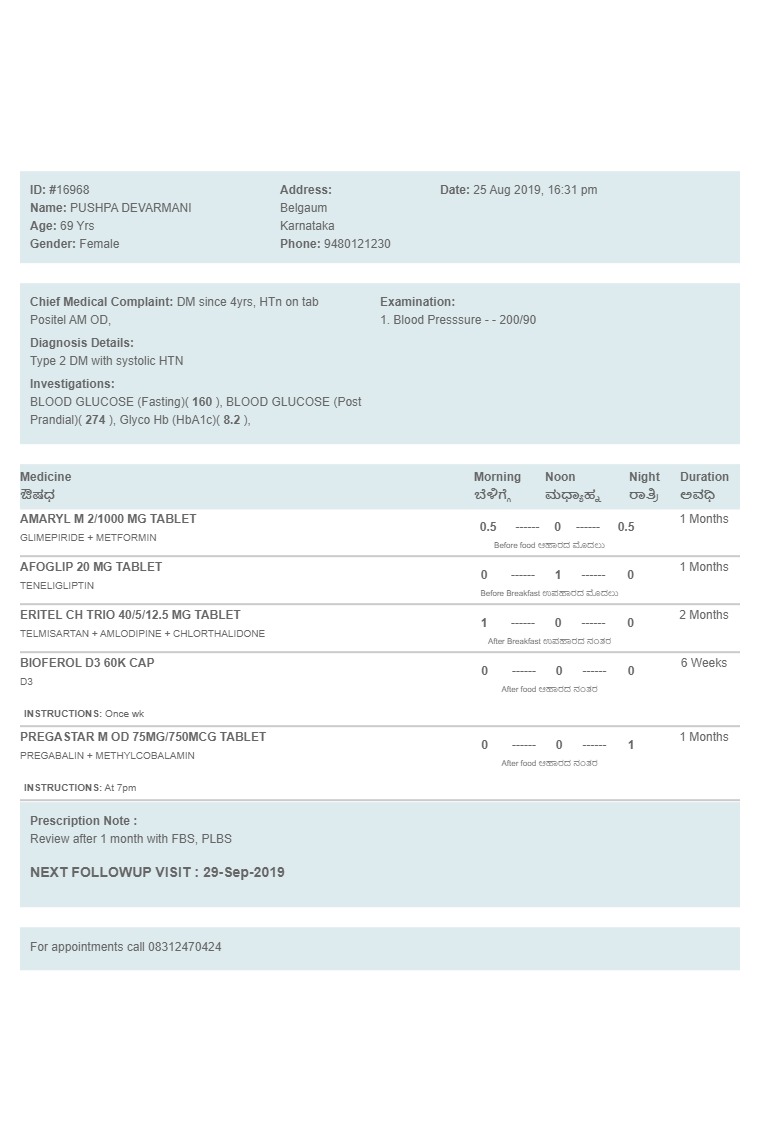 ID: #16968
Name: PUSHPA DEVARMANI
Age: 69 Yrs
Gender: Female
Address:
Belgaum
Karnataka
Phone: 9480121230
Date: 25 Aug 2019, 16:31 pm
Chief Medical Complaint: DM since 4yrs, HTn on tab
Positel AM OD,
Diagnosis Details:
Type 2 DM with systolic HTN
Investigations:
BLOOD GLUCOSE (Fasting)( 160 ), BLOOD GLUCOSE (Post
Prandial)( 274 ), Glyco Hb (HbA1c)( 8.2 ),
Examination:
1. Blood Presssure - - 200/90
Medicine Morning Noon Night Duration
ಔಷಧ ಬೆಳಿಗ್ಗೆ ಮಧ್ಯಾಹ್ನ ರಾತ್ರಿ ಅವಧಿ
AMARYL M 2/1000 MG TABLET 0.5 ------ 0 ------ 0.5 1 Months
GLIMEPIRIDE + METFORMIN Before food ಆಹಾರದ ಮೊದಲು
AFOGLIP 20 MG TABLET 0 ------ 1 ------ 0 1 Months
TENELIGLIPTIN Before Breakfast ಉಪಹಾರದ ಮೊದಲು
ERITEL CH TRIO 40/5/12.5 MG TABLET 1 ------ 0 ------ 0 2 Months
TELMISARTAN + AMLODIPINE + CHLORTHALIDONE After Breakfast ಉಪಹಾರದ ನಂತರ
BIOFEROL D3 60K CAP 0 ------ 0 ------ 0 6 Weeks
D3 After food ಆಹಾರದ ನಂತರ
INSTRUCTIONS: Once wk
PREGASTAR M OD 75MG/750MCG TABLET 0 ------ 0 ------ 1 1 Months
PREGABALIN + METHYLCOBALAMIN After food ಆಹಾರದ ನಂತರ
INSTRUCTIONS: At 7pm
Prescription Note :
Review after 1 month with FBS, PLBS
NEXT FOLLOWUP VISIT : 29-Sep-2019
For appointments call 08312470424